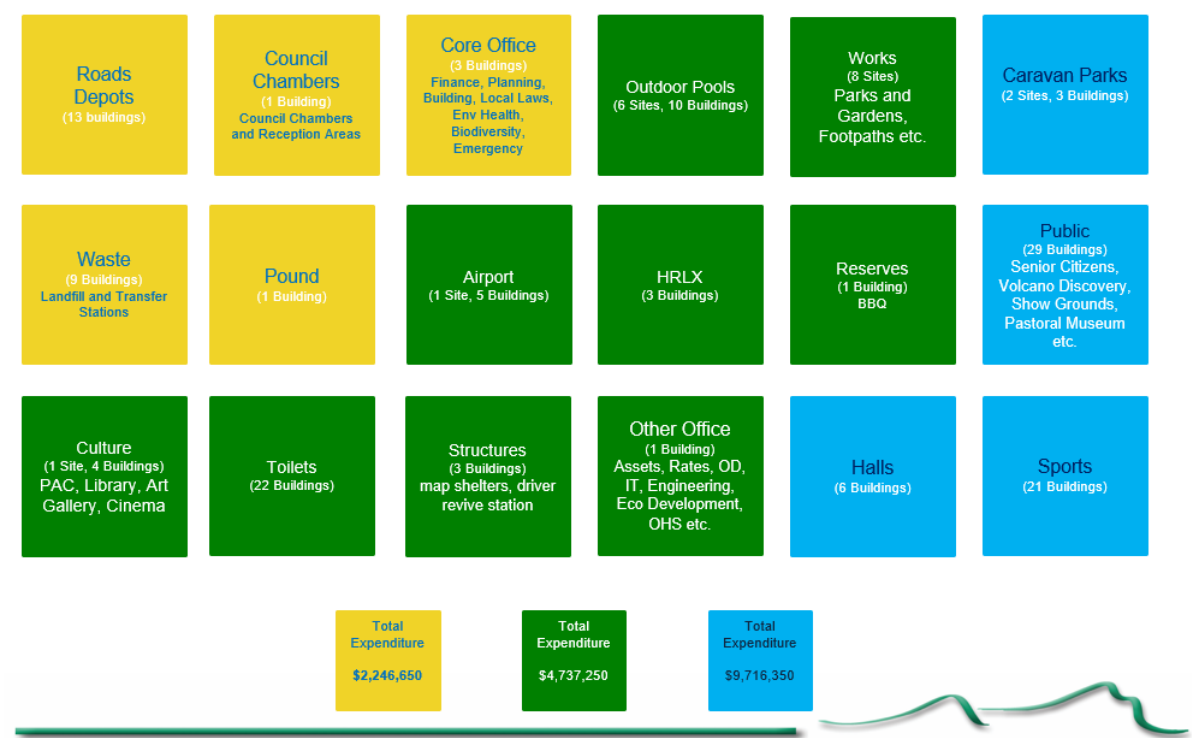 Roads
Depots
(13 buildings)
Council
Chambers
(1 Building)
Council Chambers
and Reception Areas
Core Office
(3 Buildings)
Finance, Planning,
Building, Local Laws,
Env Health,
Biodiversity,
Emergency
Outdoor Pools
(6 Sites, 10 Buildings)
Works
(8 Sites)
Parks and
Gardens,
Footpaths etc.
Caravan Parks
(2 Sites, 3 Buildings)
Waste
(9 Buildings)
Landfill and Transfer
Stations
Pound
(1 Building)
Airport
(1 Site, 5 Buildings)
HRLX
(3 Buildings)
Reserves
(1 Building)
BBQ
Public
(29 Buildings)
Senior Citizens,
Volcano Discovery,
Show Grounds,
Pastoral Museum
etc.
Culture
(1 Site, 4 Buildings)
PAC, Library, Art
Gallery, Cinema
Toilets
(22 Buildings)
Structures
(3 Buildings)
map shelters, driver
revive station
Other Office
(1 Building)
Assets, Rates, OD,
IT, Engineering,
Eco Development,
OHS etc.
Halls
(6 Buildings)
Sports
(21 Buildings)
Total
Expenditure
$2,246,650
Total
Expenditure
$4,737,250
Total
Expenditure
$9,716,350